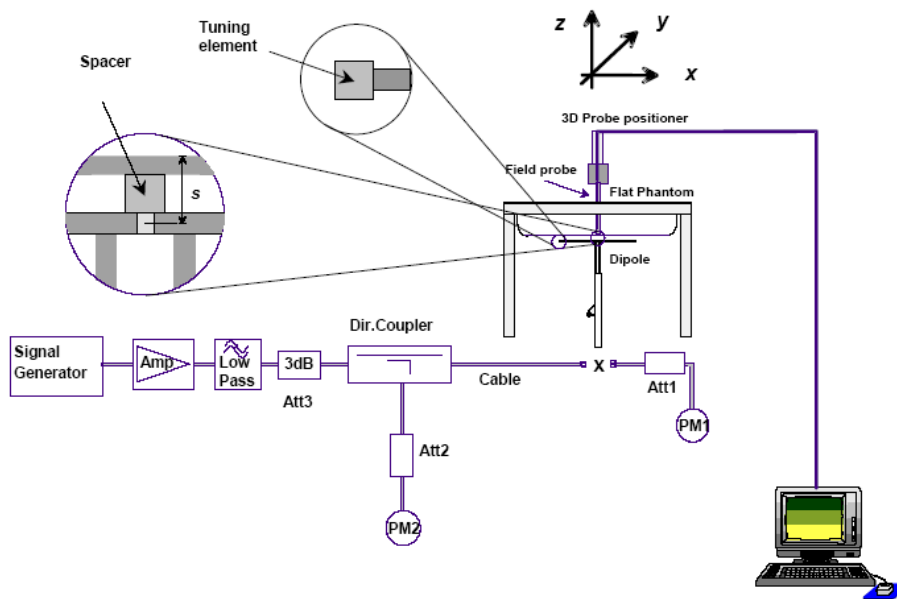 Tuning
element
Spacer
s
z
y
x
3D Probe positioner
Field probe
Flat Phantom
Dipole
Dir.Coupler
Signal
Generator
Amp
Low
Pass
3dB
Att3
Cable
x
Att1
PM1
Att2
PM2